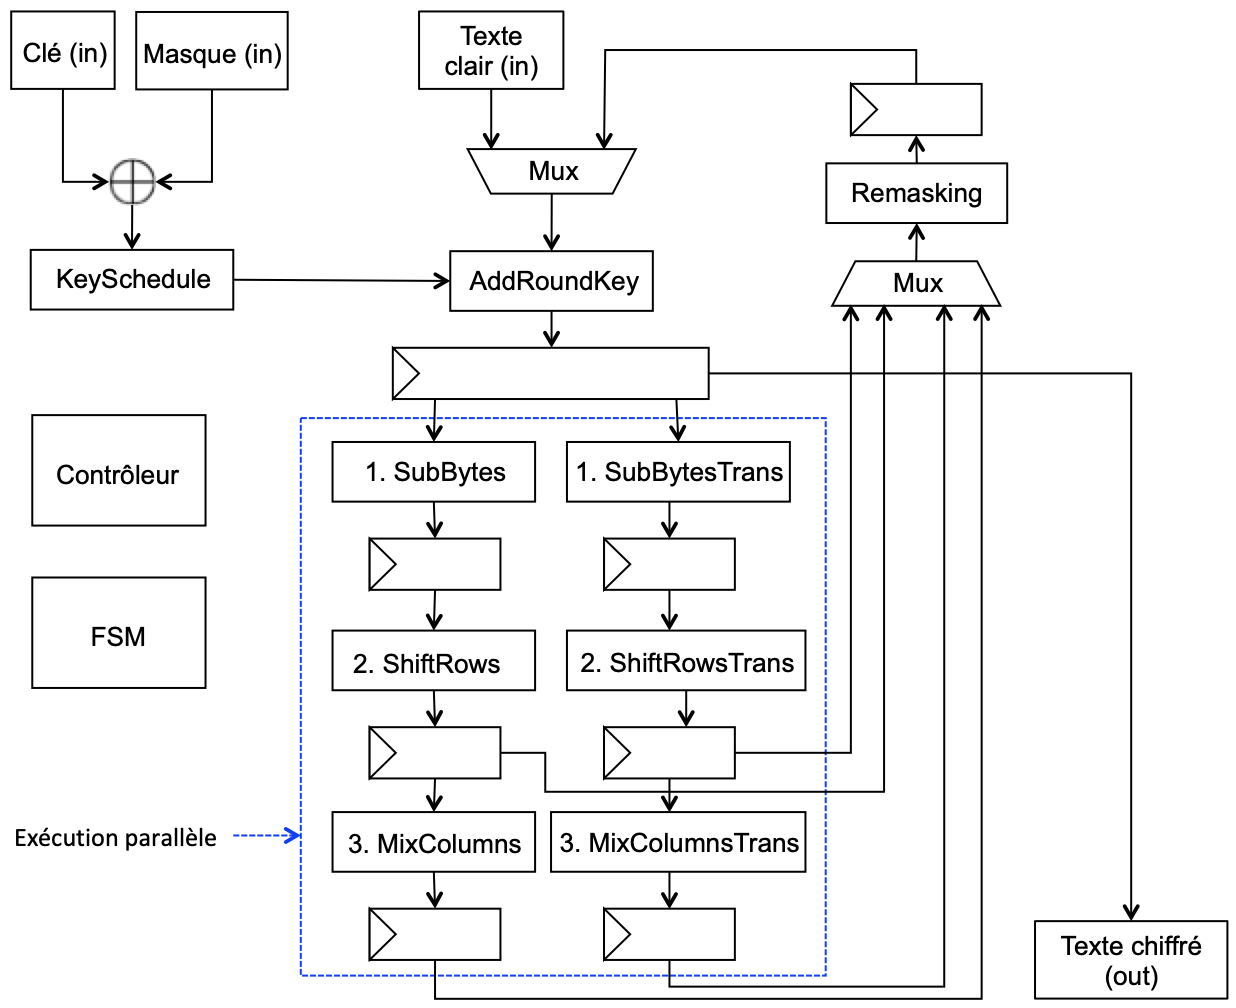 Clé (in)
Masque (in)
Texte
clair (in)
Mux
Remasking
KeySchedule
AddRoundKey
Mux
Contrôleur
1. SubBytes
1. SubBytesTrans
FSM
2. ShiftRows
2. ShiftRowsTrans
Exécution parallèle
3. MixColumns
3. MixColumnsTrans
Texte chiffré
(out)